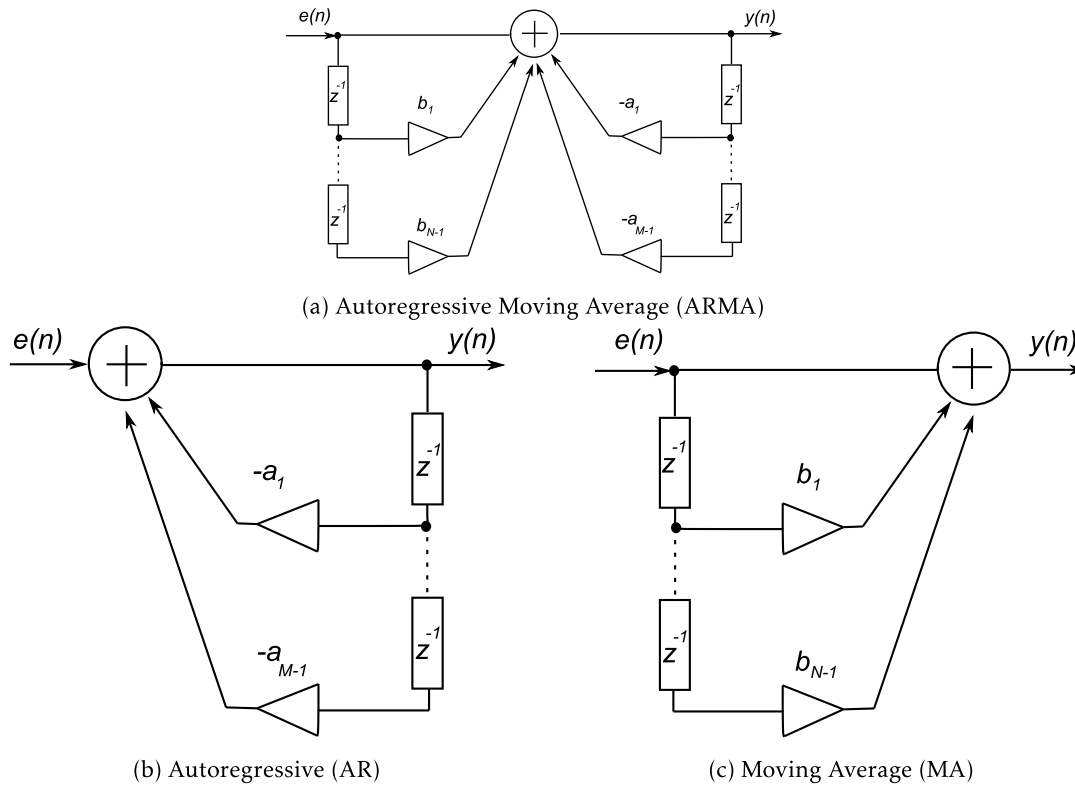 e(n)
y(n)
z⁻¹
z⁻¹
b₁
-a₁
z⁻¹
z⁻¹
b_{N-1}
-a_{M-1}
(a) Autoregressive Moving Average (ARMA)
e(n)
y(n)
z⁻¹
-a₁
z⁻¹
-a_{M-1}
(b) Autoregressive (AR)
e(n)
y(n)
z⁻¹
b₁
z⁻¹
b_{N-1}
(c) Moving Average (MA)